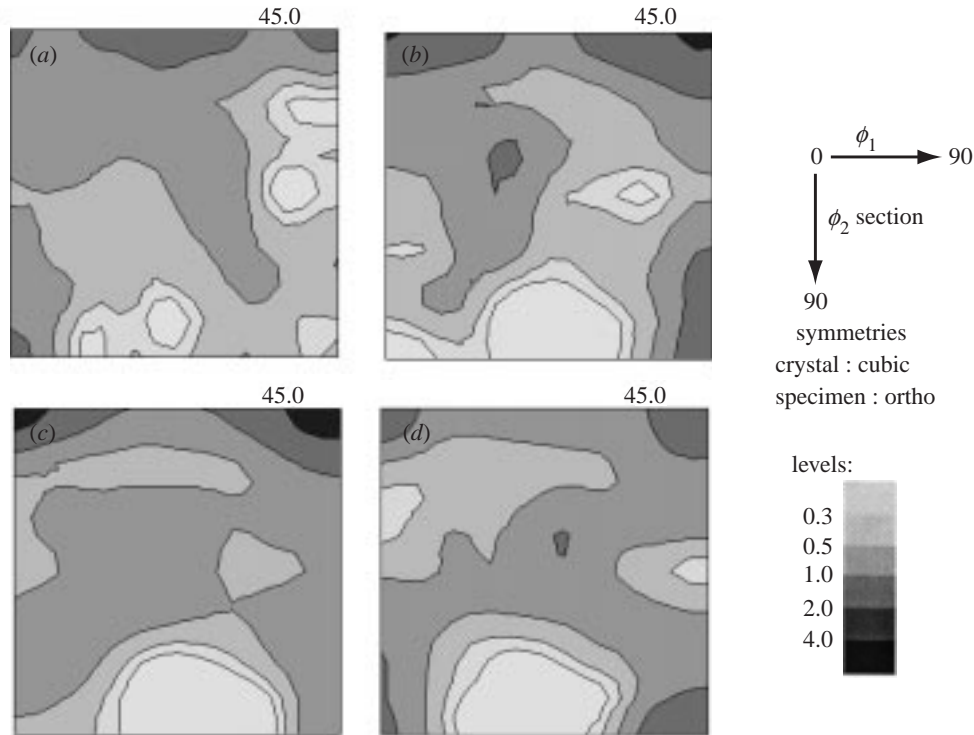 45.0
45.0
(a)
(b)
ϕ1
0
90
ϕ2 section
90
symmetries
crystal : cubic
specimen : ortho
45.0
45.0
(c)
(d)
levels:
0.3
0.5
1.0
2.0
4.0